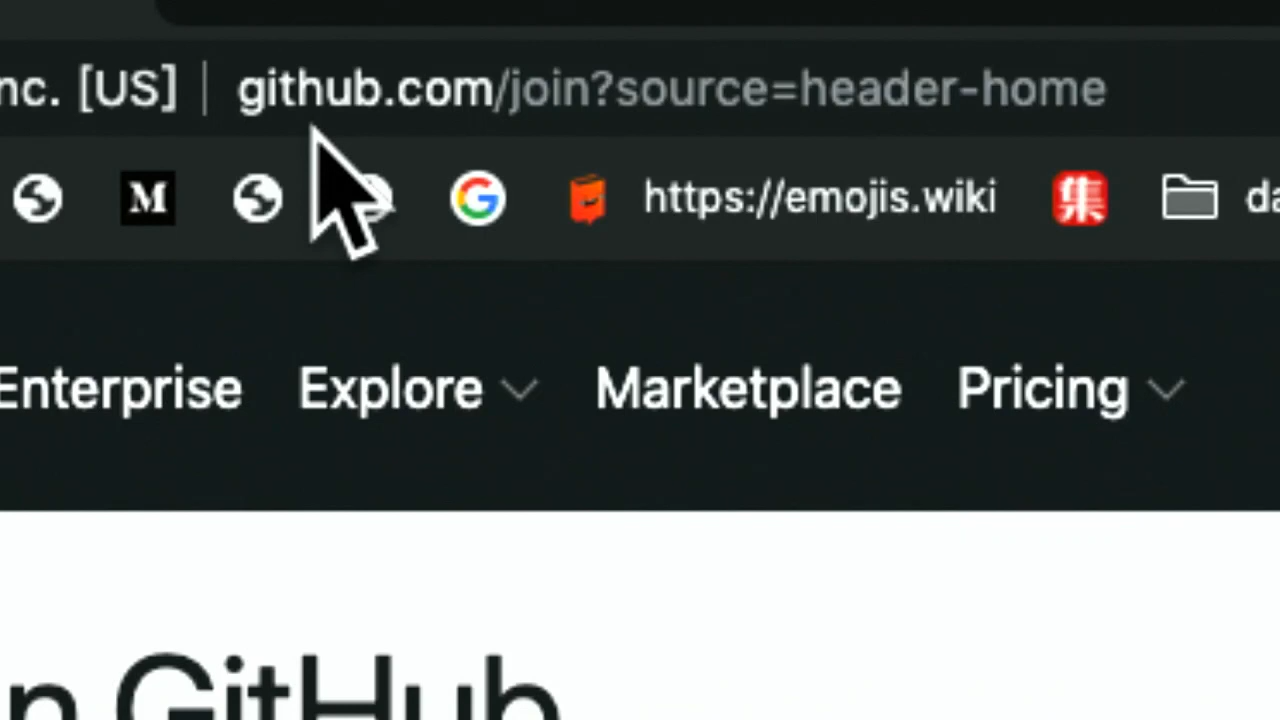 nc. [US] github.com/join?source=header-home
M G https://emojis.wiki 集 da
Enterprise Explore Marketplace Pricing
n GitHub